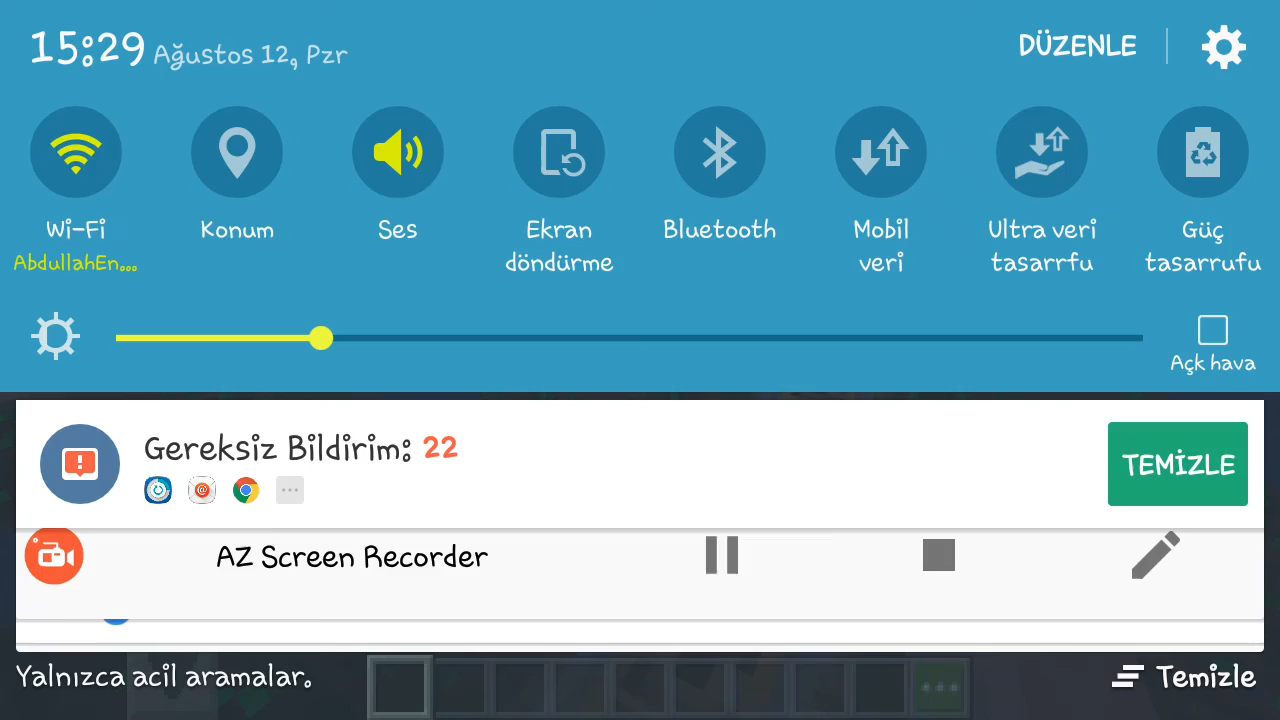 15:29 Ağustos 12, Pzr
DÜZENLE
Wi-Fi
AbdullahEn...
Konum
Ses
Ekran
döndürme
Bluetooth
Mobil
veri
Ultra veri
tasarrfu
Güç
tasarrufu
Açk hava
Gereksiz Bildirim: 22
TEMİZLE
AZ Screen Recorder
Yalnızca acil aramalar.
Temizle